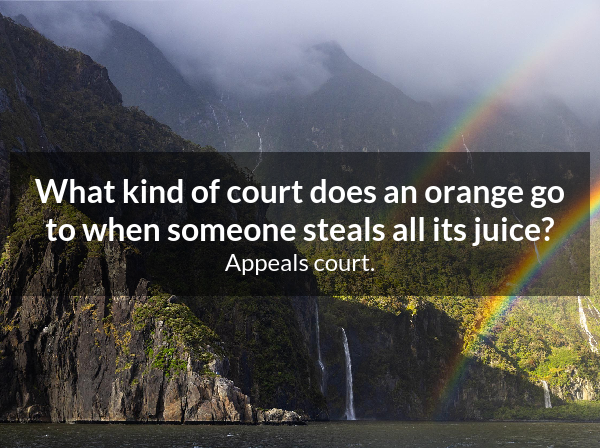 What kind of court does an orange go
to when someone steals all its juice?
Appeals court.